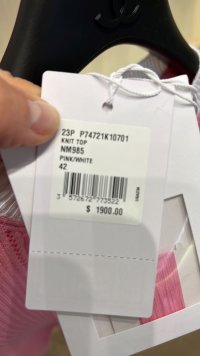 23P P74721K10701
KNIT TOP
NM985
PINK/WHITE
42
3 572672 773522
$ 1900.00